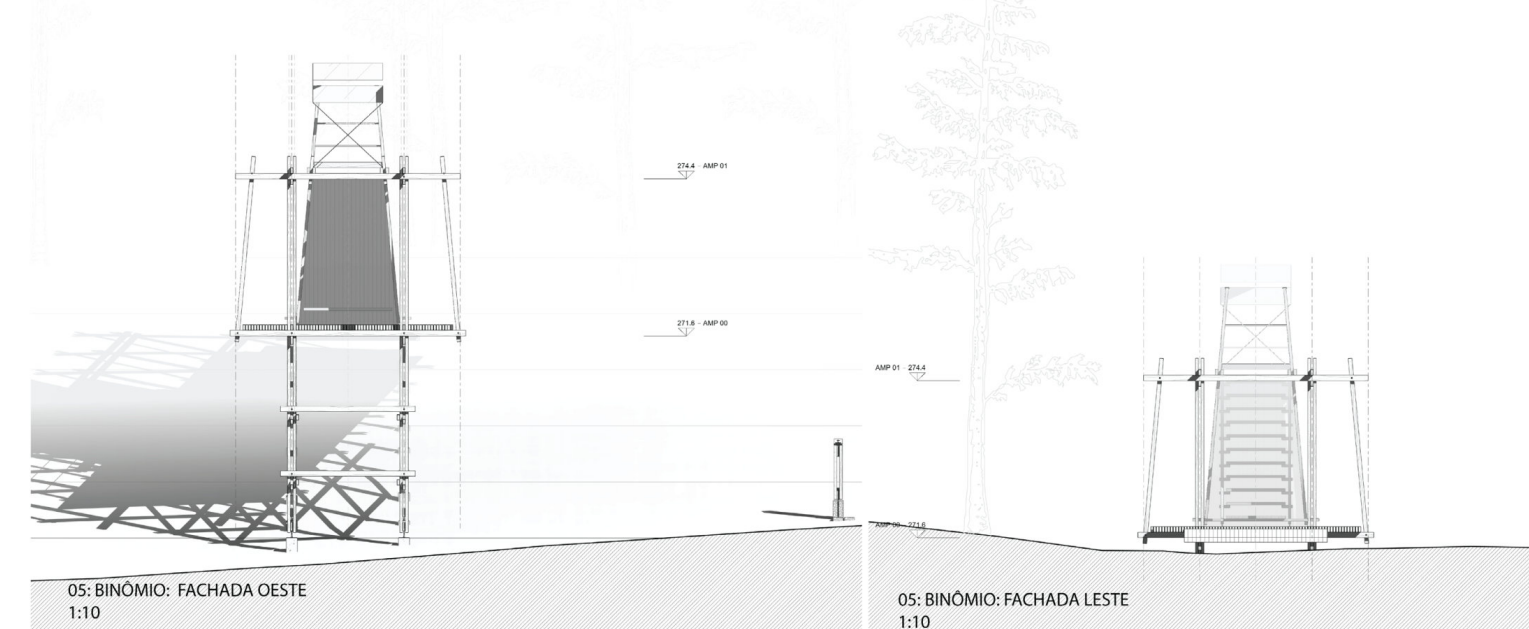 274.4 - AMP 01
271.6 - AMP 00
05: BINÔMIO: FACHADA OESTE
1:10
AMP 01 - 274.4
AMP 00 - 271.6
05: BINÔMIO: FACHADA LESTE
1:10